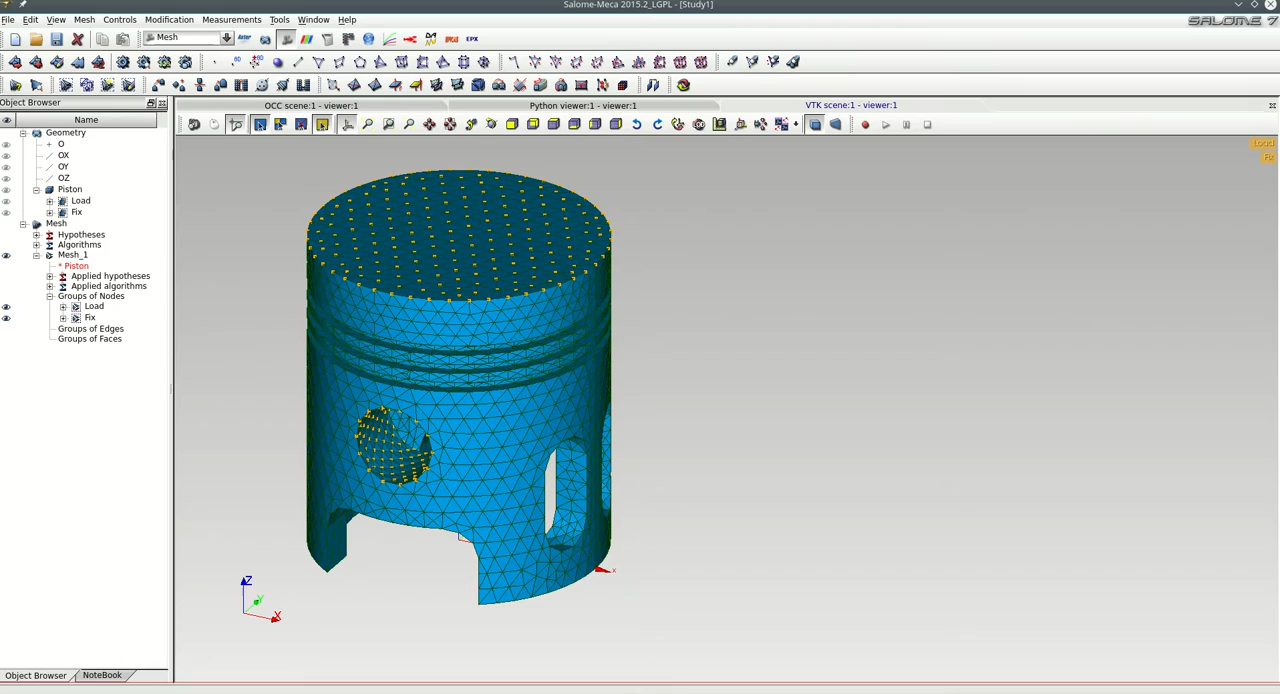 Salome-Meca 2015.2_LGPL - [Study1]
File Edit View Mesh Controls Modification Measurements Tools Window Help
SALOME 7
Mesh
Object Browser
OCC scene:1 - viewer:1
Python viewer:1 - viewer:1
VTK scene:1 - viewer:1
Name
Geometry
O
OX
OY
OZ
Piston
Load
Fix
Mesh
Hypotheses
Algorithms
Mesh_1
* Piston
Applied hypotheses
Applied algorithms
Groups of Nodes
Load
Fix
Groups of Edges
Groups of Faces
Load
Fix
Z
Y
X
X
Object Browser
NoteBook